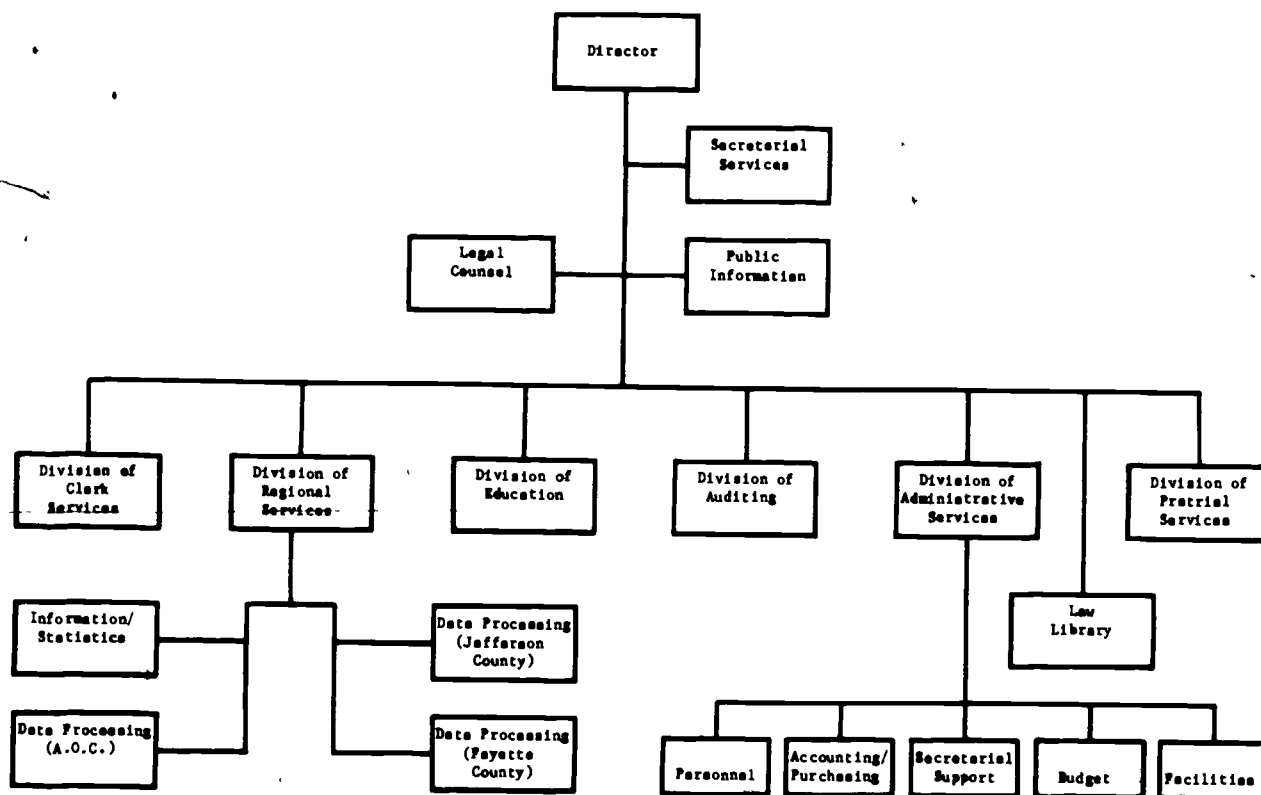 Director
Secretarial
Services
Legal
Counsel
Public
Information
Division of
Clerk
Services
Division of
Regional
Services
Division of
Education
Division of
Auditing
Division of
Administrative
Services
Division of
Pretrial
Services
Information/
Statistics
Data Processing
(Jefferson
County)
Law
Library
Data Processing
(A.O.C.)
Data Processing
(Fayette
County)
Personnel
Accounting/
Purchasing
Secretarial
Support
Budget
Facilities